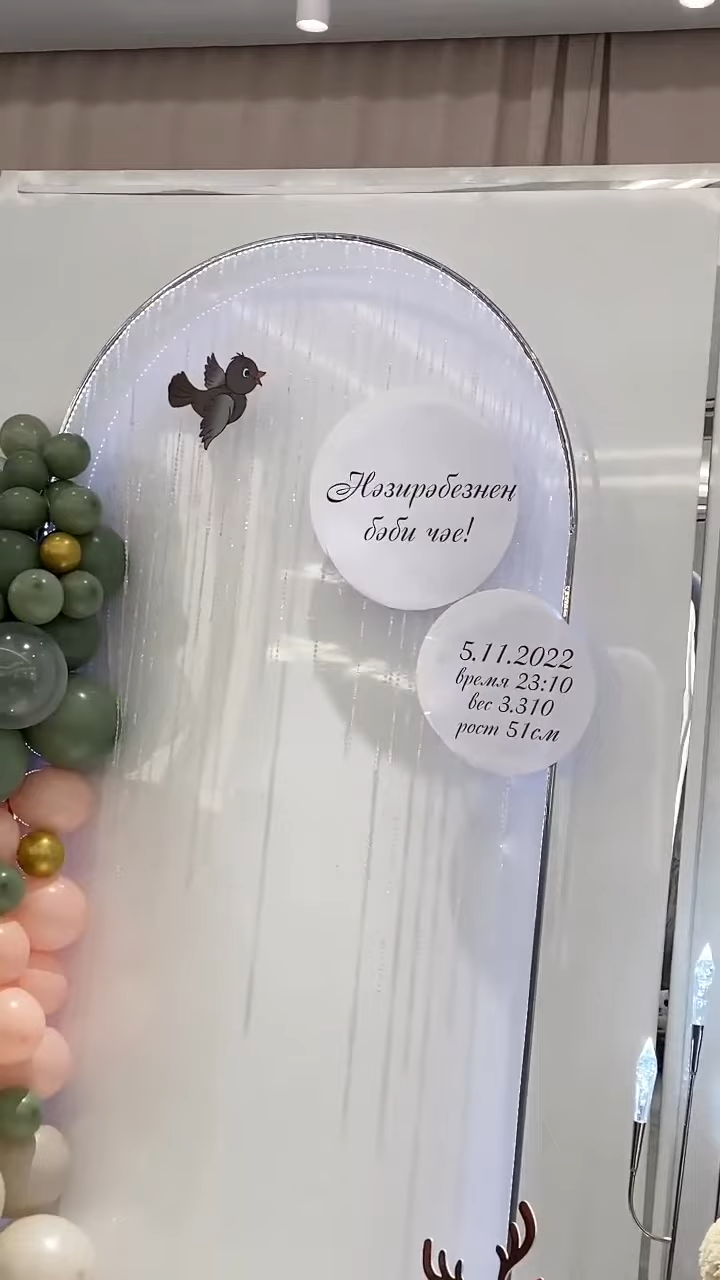 Нәзирәбезнең
бәби чәе!
5.11.2022
время 23:10
вес 3.310
рост 51см